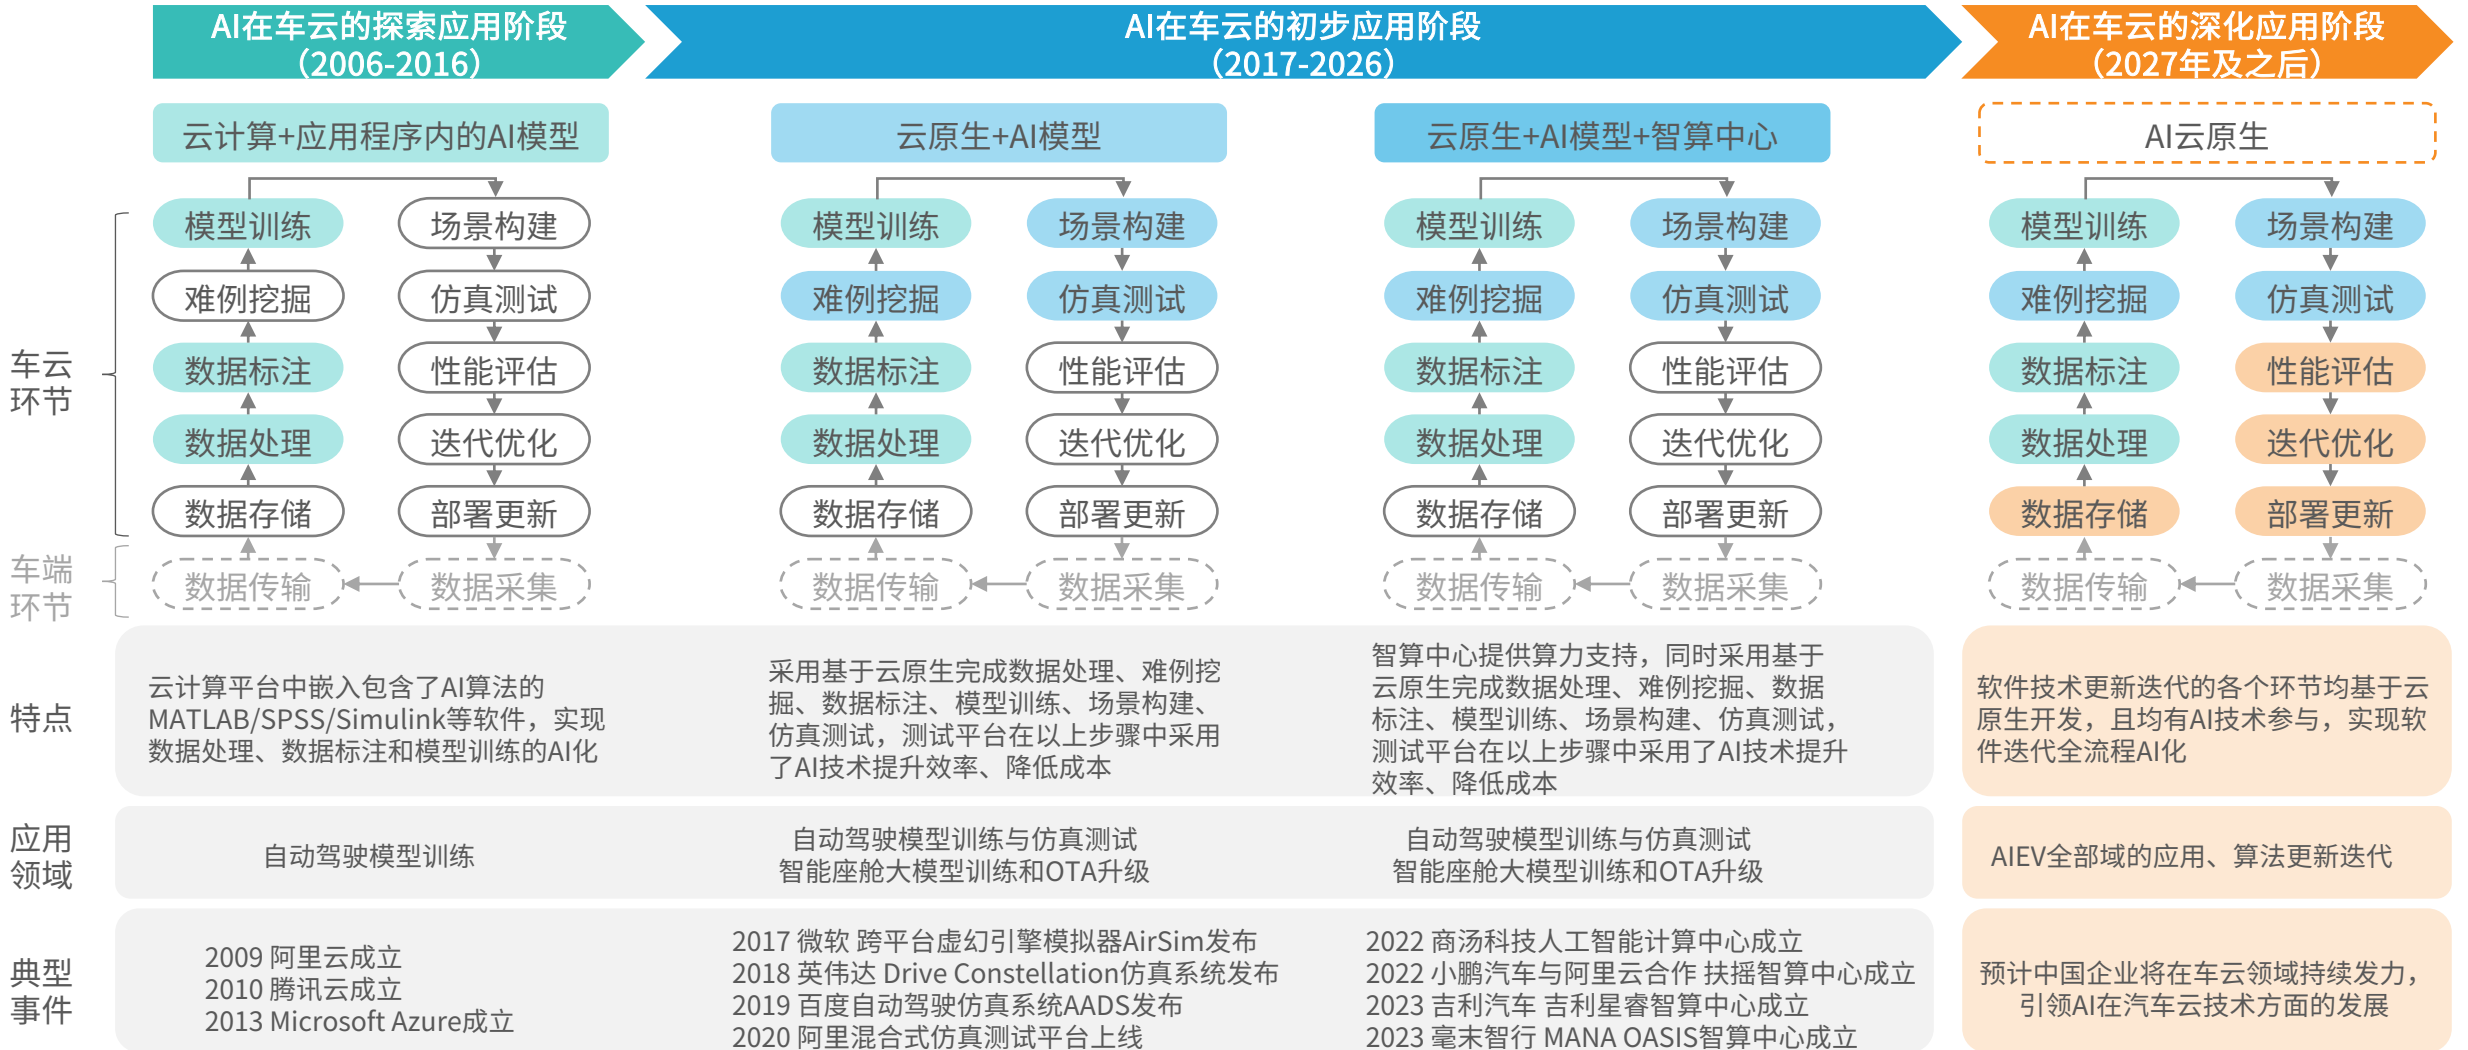 AI在车云的探索应用阶段
（2006-2016）
AI在车云的初步应用阶段
（2017-2026）
AI在车云的深化应用阶段
（2027年及之后）
云计算+应用程序内的AI模型
云原生+AI模型
云原生+AI模型+智算中心
AI云原生
车云
环节
车端
环节
模型训练
场景构建
难例挖掘
仿真测试
数据标注
性能评估
数据处理
迭代优化
数据存储
部署更新
数据传输
数据采集
模型训练
场景构建
难例挖掘
仿真测试
数据标注
性能评估
数据处理
迭代优化
数据存储
部署更新
数据传输
数据采集
模型训练
场景构建
难例挖掘
仿真测试
数据标注
性能评估
数据处理
迭代优化
数据存储
部署更新
数据传输
数据采集
模型训练
场景构建
难例挖掘
仿真测试
数据标注
性能评估
数据处理
迭代优化
数据存储
部署更新
数据传输
数据采集
特点
云计算平台中嵌入包含了AI算法的
MATLAB/SPSS/Simulink等软件，实现
数据处理、数据标注和模型训练的AI化
采用基于云原生完成数据处理、难例挖
掘、数据标注、模型训练、场景构建、
仿真测试，测试平台在以上步骤中采用
了AI技术提升效率、降低成本
智算中心提供算力支持，同时采用基于
云原生完成数据处理、难例挖掘、数据
标注、模型训练、场景构建、仿真测试，
测试平台在以上步骤中采用了AI技术提升
效率、降低成本
软件技术更新迭代的各个环节均基于云
原生开发，且均有AI技术参与，实现软
件迭代全流程AI化
应用
领域
自动驾驶模型训练
自动驾驶模型训练与仿真测试
智能座舱大模型训练和OTA升级
自动驾驶模型训练与仿真测试
智能座舱大模型训练和OTA升级
AIEV全部域的应用、算法更新迭代
典型
事件
2009 阿里云成立
2010 腾讯云成立
2013 Microsoft Azure成立
2017 微软 跨平台虚幻引擎模拟器AirSim发布
2018 英伟达 Drive Constellation仿真系统发布
2019 百度自动驾驶仿真系统AADS发布
2020 阿里混合式仿真测试平台上线
2022 商汤科技人工智能计算中心成立
2022 小鹏汽车与阿里云合作 扶摇智算中心成立
2023 吉利汽车 吉利星睿智算中心成立
2023 毫末智行 MANA OASIS智算中心成立
预计中国企业将在车云领域持续发力，
引领AI在汽车云技术方面的发展